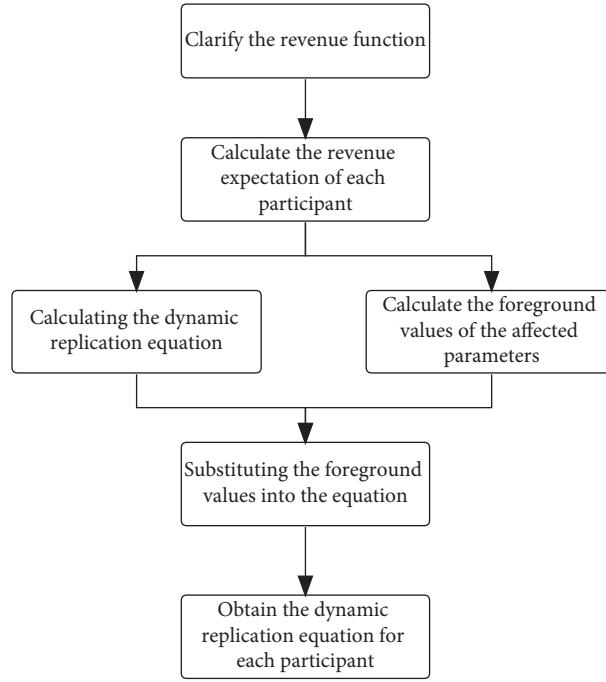 Clarify the revenue function
Calculate the revenue
expectation of each
participant
Calculating the dynamic
replication equation
Calculate the foreground
values of the affected
parameters
Substituting the foreground
values into the equation
Obtain the dynamic
replication equation for
each participant